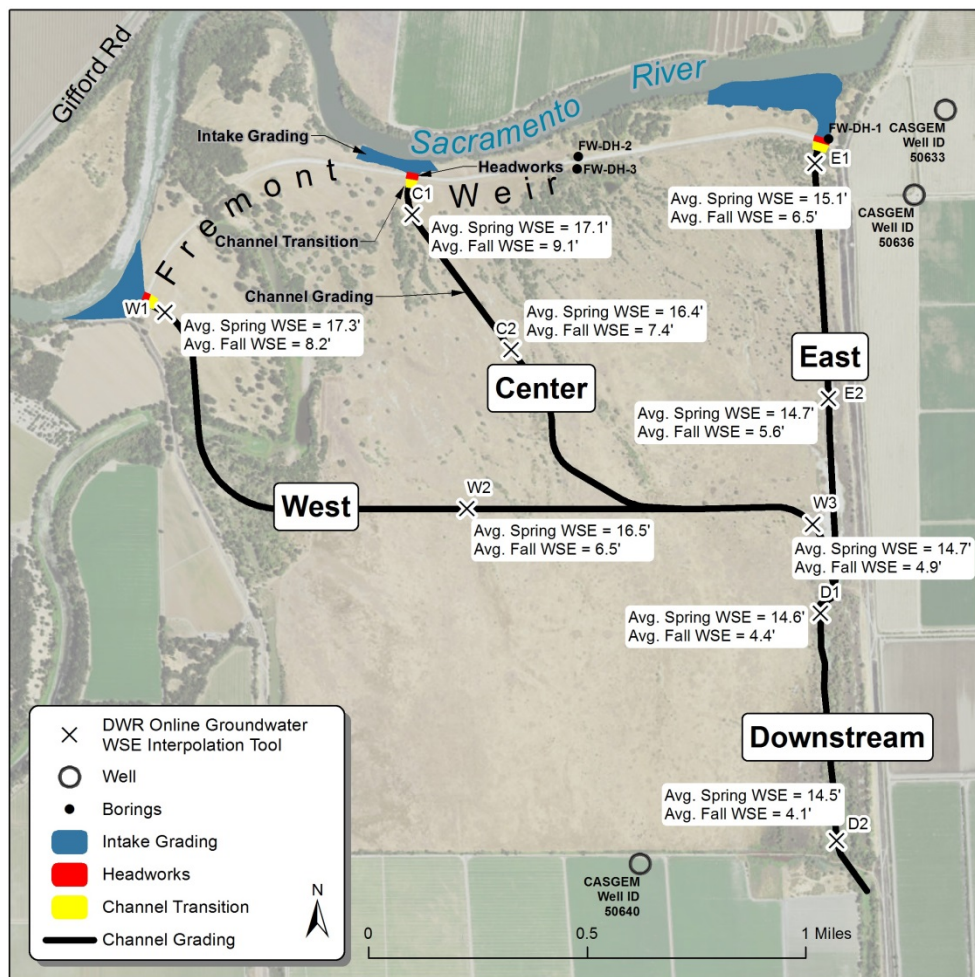 Gifford Rd
Sacramento River
Fremont Weir
Intake Grading
Headworks
Channel Transition
Channel Grading
FW-DH-2
FW-DH-3
FW-DH-1
CASGEM
Well ID
50633
CASGEM
Well ID
50636
E1
Avg. Spring WSE = 15.1'
Avg. Fall WSE = 6.5'
C1
Avg. Spring WSE = 17.1'
Avg. Fall WSE = 9.1'
W1
Avg. Spring WSE = 17.3'
Avg. Fall WSE = 8.2'
C2
Avg. Spring WSE = 16.4'
Avg. Fall WSE = 7.4'
Center
East
E2
Avg. Spring WSE = 14.7'
Avg. Fall WSE = 5.6'
West
W2
Avg. Spring WSE = 16.5'
Avg. Fall WSE = 6.5'
W3
Avg. Spring WSE = 14.7'
Avg. Fall WSE = 4.9'
D1
Avg. Spring WSE = 14.6'
Avg. Fall WSE = 4.4'
Downstream
Avg. Spring WSE = 14.5'
Avg. Fall WSE = 4.1'
D2
CASGEM
Well ID
50640
DWR Online Groundwater
WSE Interpolation Tool
Well
Borings
Intake Grading
Headworks
Channel Transition
Channel Grading
N
0 0.5 1 Miles